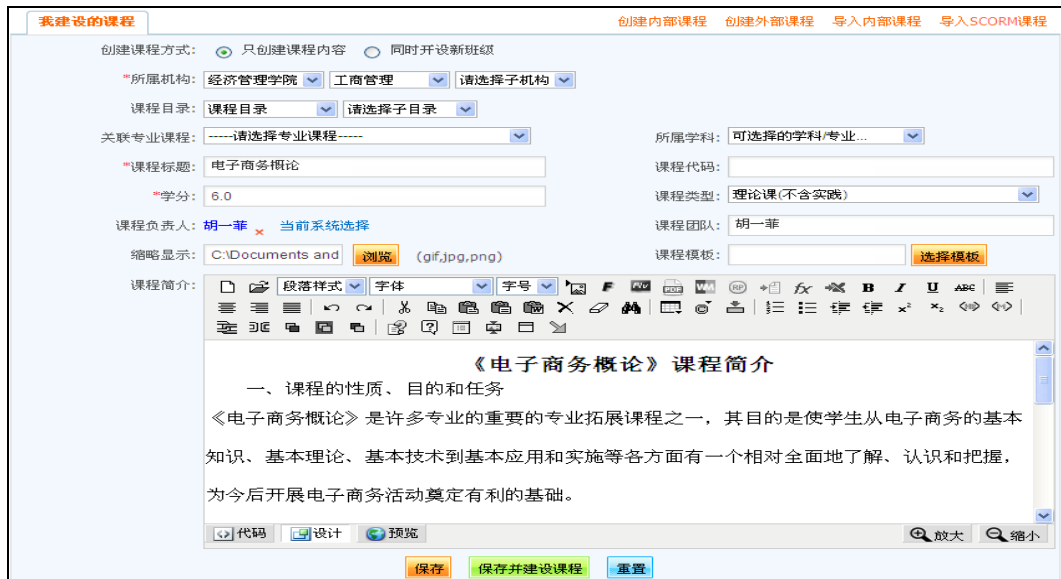 我建设的课程 创建内部课程 创建外部课程 导入内部课程 导入SCORM课程
创建课程方式: 只创建课程内容 同时开设新班级
*所属机构: 经济管理学院 工商管理 请选择子机构
课程目录: 课程目录 请选择子目录
关联专业课程: -----请选择专业课程----- 所属学科: 可选择的学科/专业...
*课程标题: 电子商务概论 课程代码:
*学分: 6.0 课程类型: 理论课(不含实践)
课程负责人: 胡一菲 × 当前系统选择 课程团队: 胡一菲
缩略显示: C:\Documents and 浏览 (gif,jpg,png) 课程模板: 选择模板
课程简介: 段落样式 字体 字号
《电子商务概论》课程简介
一、课程的性质、目的和任务
《电子商务概论》是许多专业的重要的专业拓展课程之一，其目的是使学生从电子商务的基本
知识、基本理论、基本技术到基本应用和实施等各方面有一个相对全面地了解、认识和把握，
为今后开展电子商务活动奠定有利的基础。
代码 设计 预览 放大 缩小
保存 保存并建设课程 重置